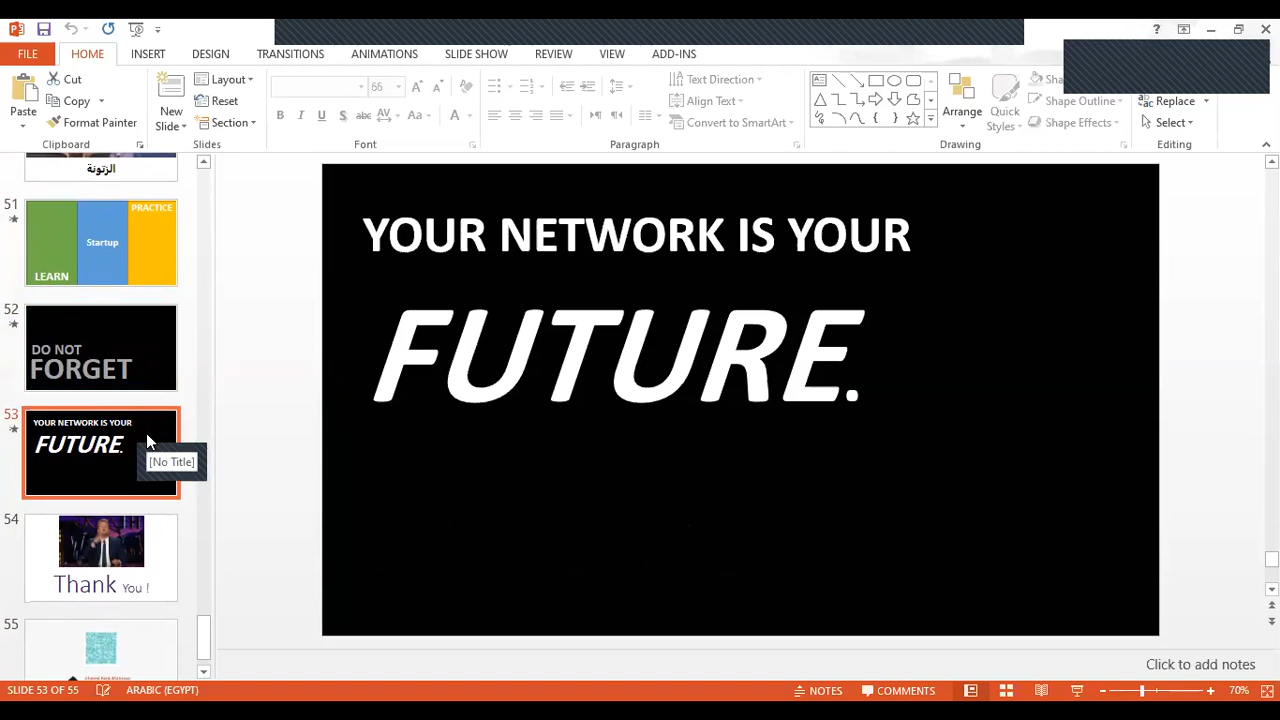 FILE HOME INSERT DESIGN TRANSITIONS ANIMATIONS SLIDE SHOW REVIEW VIEW ADD-INS
?
Paste
Cut
Copy
Format Painter
Clipboard
New Slide
Layout
Reset
Section
Slides
66
B I U S abc AV Aa A
Font
Text Direction
Align Text
Convert to SmartArt
Paragraph
Arrange
Quick Styles
Shape Outline
Shape Effects
Drawing
Replace
Select
Editing
الزتونة
51
LEARN
Startup
PRACTICE
52
DO NOT
FORGET
53
YOUR NETWORK IS YOUR
FUTURE.
[No Title]
54
Thank You !
55
YOUR NETWORK IS YOUR
FUTURE.
Click to add notes
SLIDE 53 OF 55 ARABIC (EGYPT) NOTES COMMENTS 70%